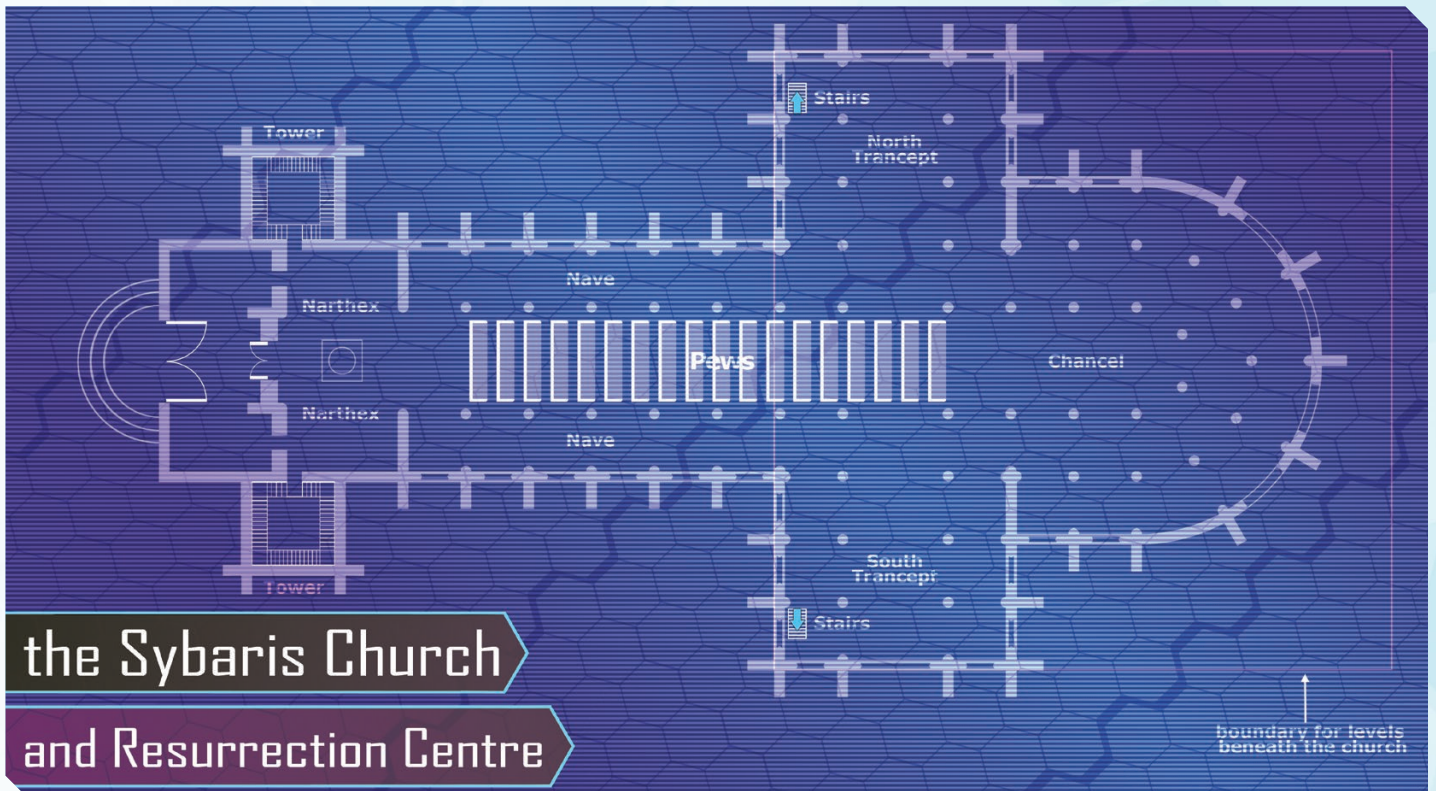 Stairs
Tower
North
Trancept
Nave
Narthex
Pews
Chancel
Narthex
Nave
South
Trancept
Tower
Stairs
the Sybaris Church
and Resurrection Centre
boundary for levels
beneath the church